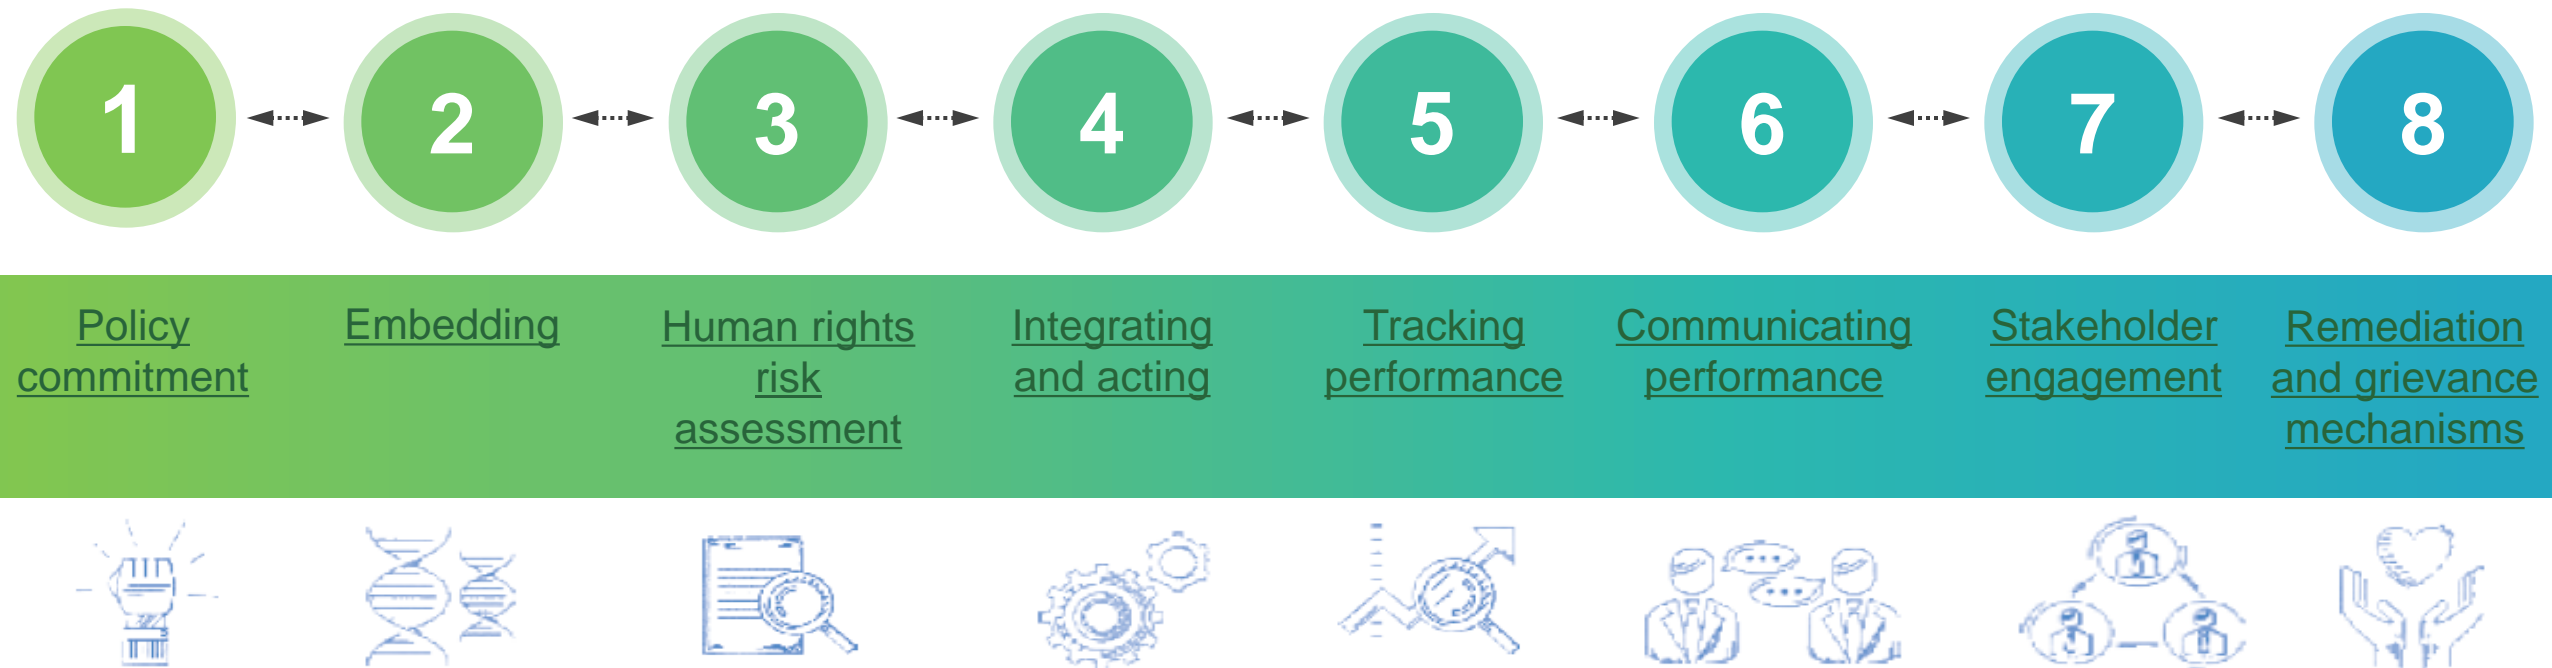 1
2
3
4
5
6
7
8
Policy
commitment
Embedding
Human rights
risk
assessment
Integrating
and acting
Tracking
performance
Communicating
performance
Stakeholder
engagement
Remediation
and grievance
mechanisms